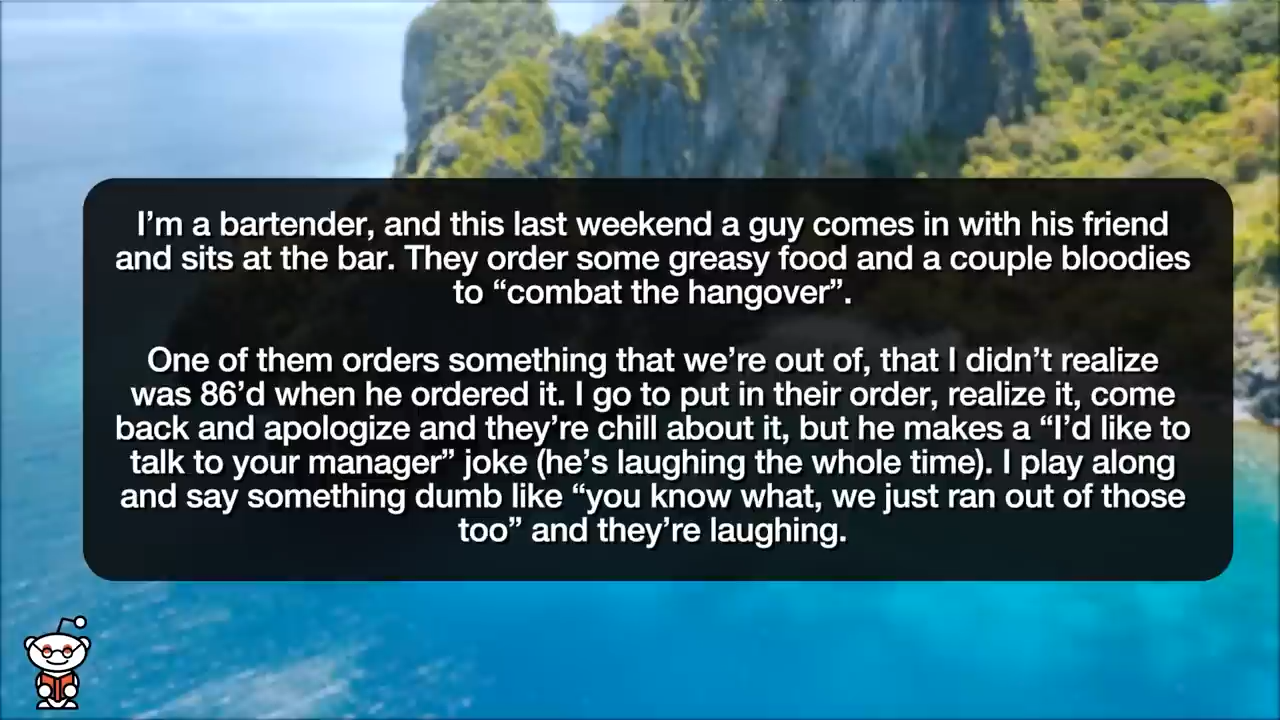 I’m a bartender, and this last weekend a guy comes in with his friend
and sits at the bar. They order some greasy food and a couple bloodies
to “combat the hangover”.
One of them orders something that we’re out of, that I didn’t realize
was 86’d when he ordered it. I go to put in their order, realize it, come
back and apologize and they’re chill about it, but he makes a “I’d like to
talk to your manager” joke (he’s laughing the whole time). I play along
and say something dumb like “you know what, we just ran out of those
too” and they’re laughing.